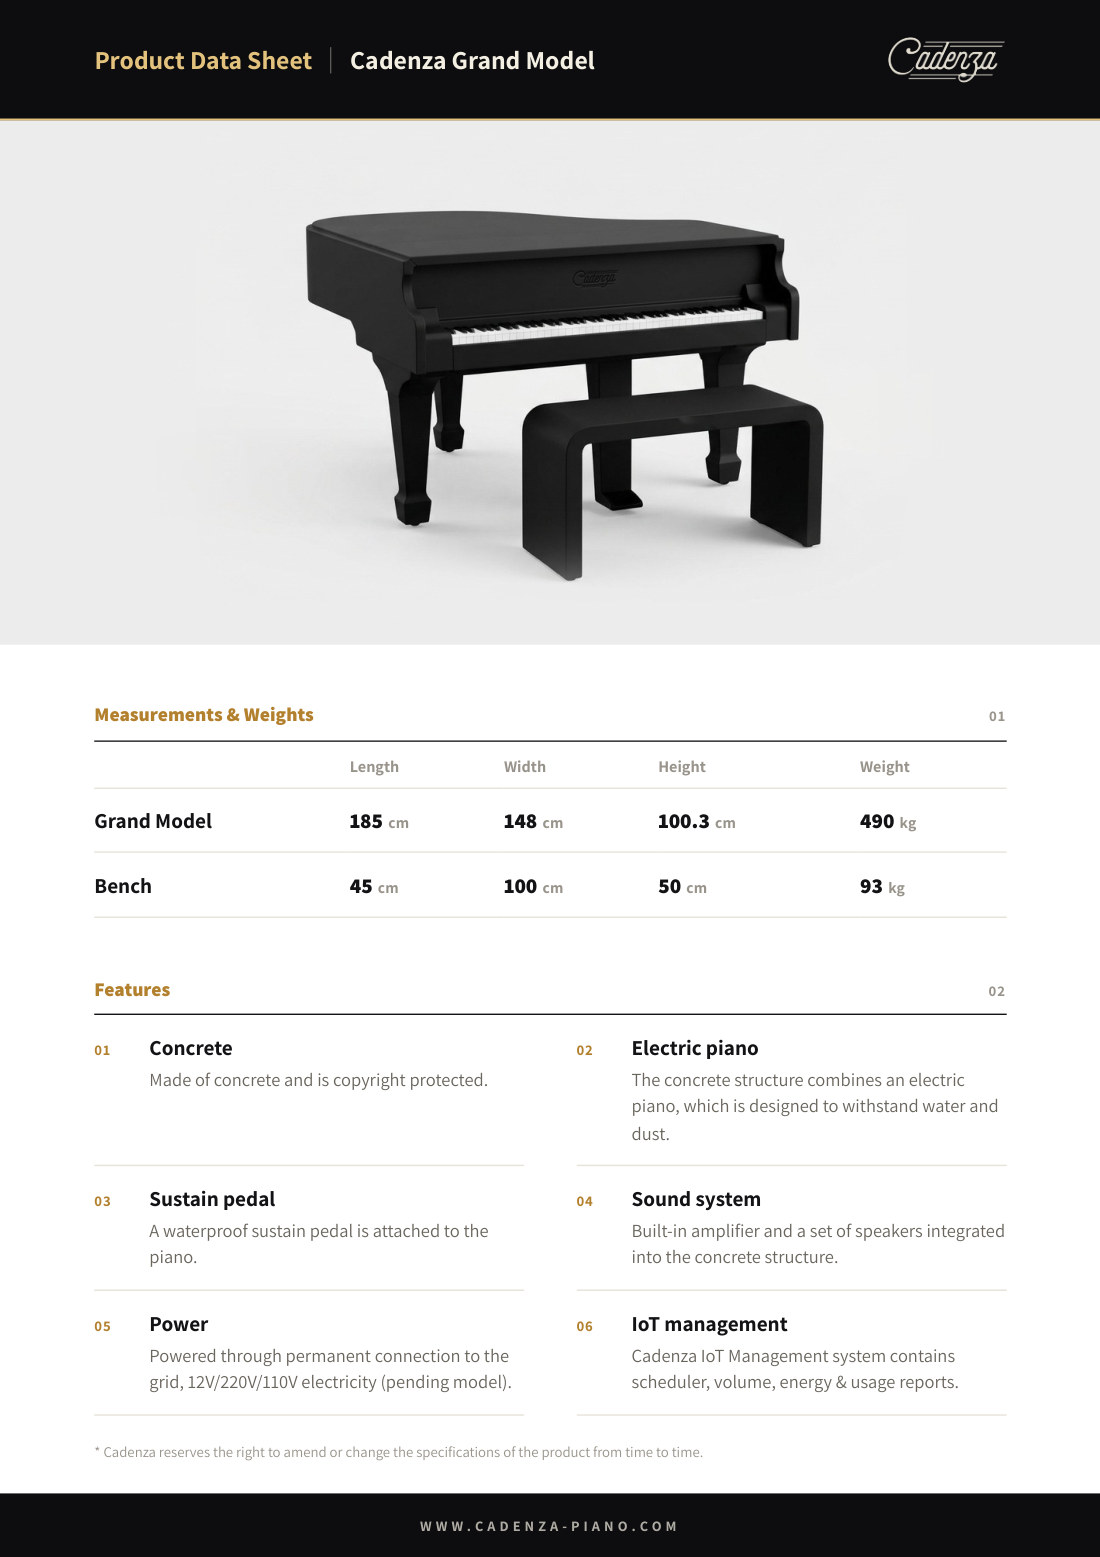 Product Data Sheet | Cadenza Grand Model
Cadenza
Cadenza
Measurements & Weights 01
Length Width Height Weight
Grand Model 185 cm 148 cm 100.3 cm 490 kg
Bench 45 cm 100 cm 50 cm 93 kg
Features 02
01 Concrete
Made of concrete and is copyright protected.
02 Electric piano
The concrete structure combines an electric
piano, which is designed to withstand water and
dust.
03 Sustain pedal
A waterproof sustain pedal is attached to the
piano.
04 Sound system
Built-in amplifier and a set of speakers integrated
into the concrete structure.
05 Power
Powered through permanent connection to the
grid, 12V/220V/110V electricity (pending model).
06 IoT management
Cadenza IoT Management system contains
scheduler, volume, energy & usage reports.
* Cadenza reserves the right to amend or change the specifications of the product from time to time.
WWW.CADENZA-PIANO.COM